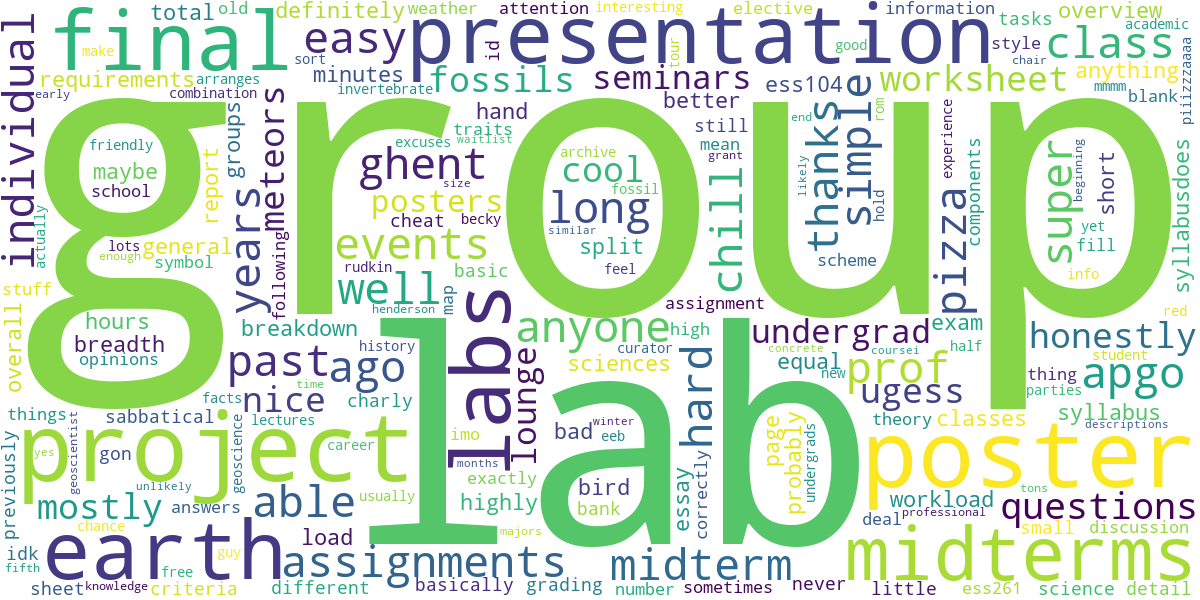 total old definitely weather attention interesting elective information overview
make final easy presentation tour good tasks academic
individual id style class
requirements arranges sort minutes fossils seminars ess104 worksheet chair anything
early combination invertebrate better rom mmmm blank piiizzzaaaa
group
friendly groups meteors hand traits excuses waitlist archive still mean grant end thanks simple experience super beginning short
maybe report ghent cool fossil chill likely hold pizza components yet syllabusdoes
school years size posters cheat becky long similar split scheme fill
actually lots general following events feel info
enough symbol rudkin basic
stuff well henderson map assignment red
hours breakdown anyone high undergrad exam honestly
overall breadth lab labs history lounge sciences curator concrete coursei half student
opinions past ago time equal new prof thing apgo
facts nice charly hard ugess parties
things sabbatical lectures imo bad winter eeb theory classes syllabus descriptions
previously project career poster
yes geoscientist gon geoscience months exactly page probably undergrads
unlikely able usually highly bird essay correctly workload tons
mostly answers bank deal professional questions
chance load majors small discussion
idk earth guy assignments midterm midterms
fifth free
sheet knowledge criteria different basically grading number sometimes never little ess261 science detail